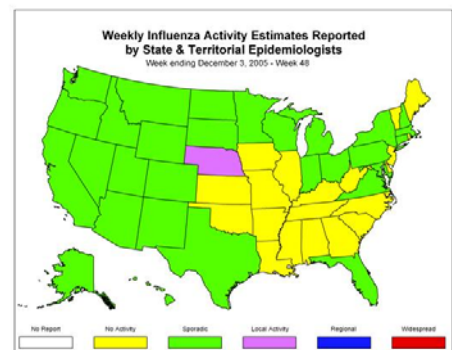 Weekly Influenza Activity Estimates Reported
by State & Territorial Epidemiologists
Week ending December 3, 2005 - Week 48
No Report No Activity Sporadic Local Activity Regional Widespread